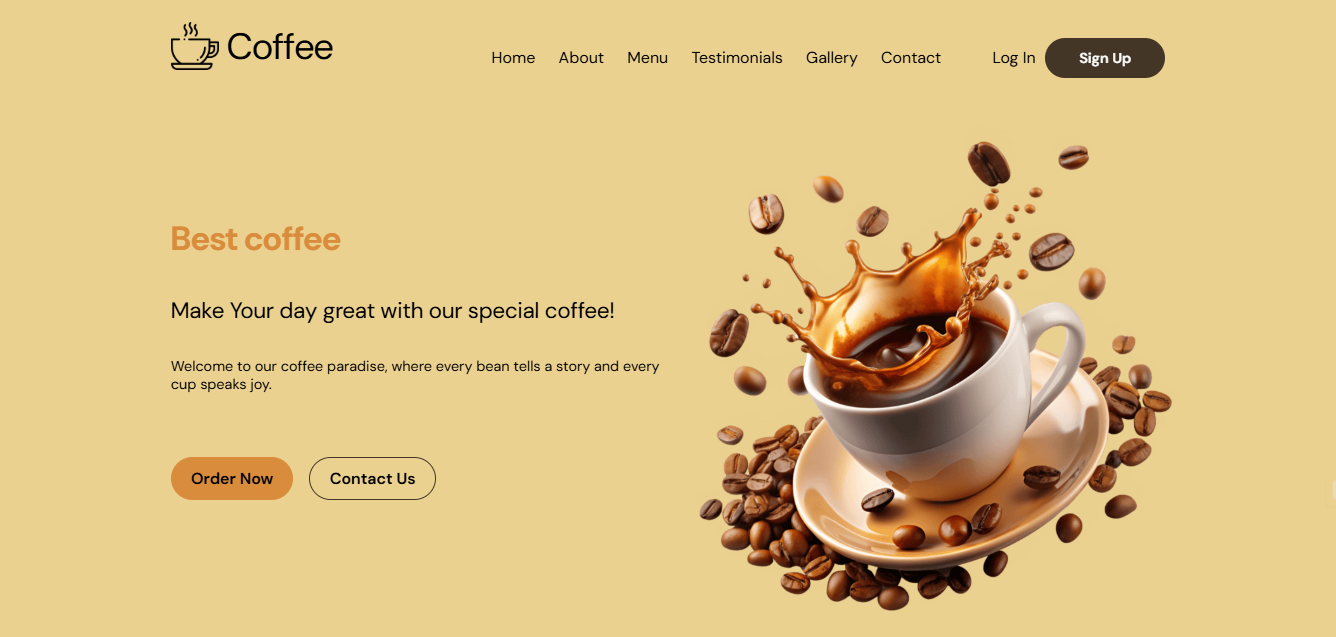 Coffee
Home About Menu Testimonials Gallery Contact Log In Sign Up
Best coffee
Make Your day great with our special coffee!
Welcome to our coffee paradise, where every bean tells a story and every
cup speaks joy.
Order Now Contact Us